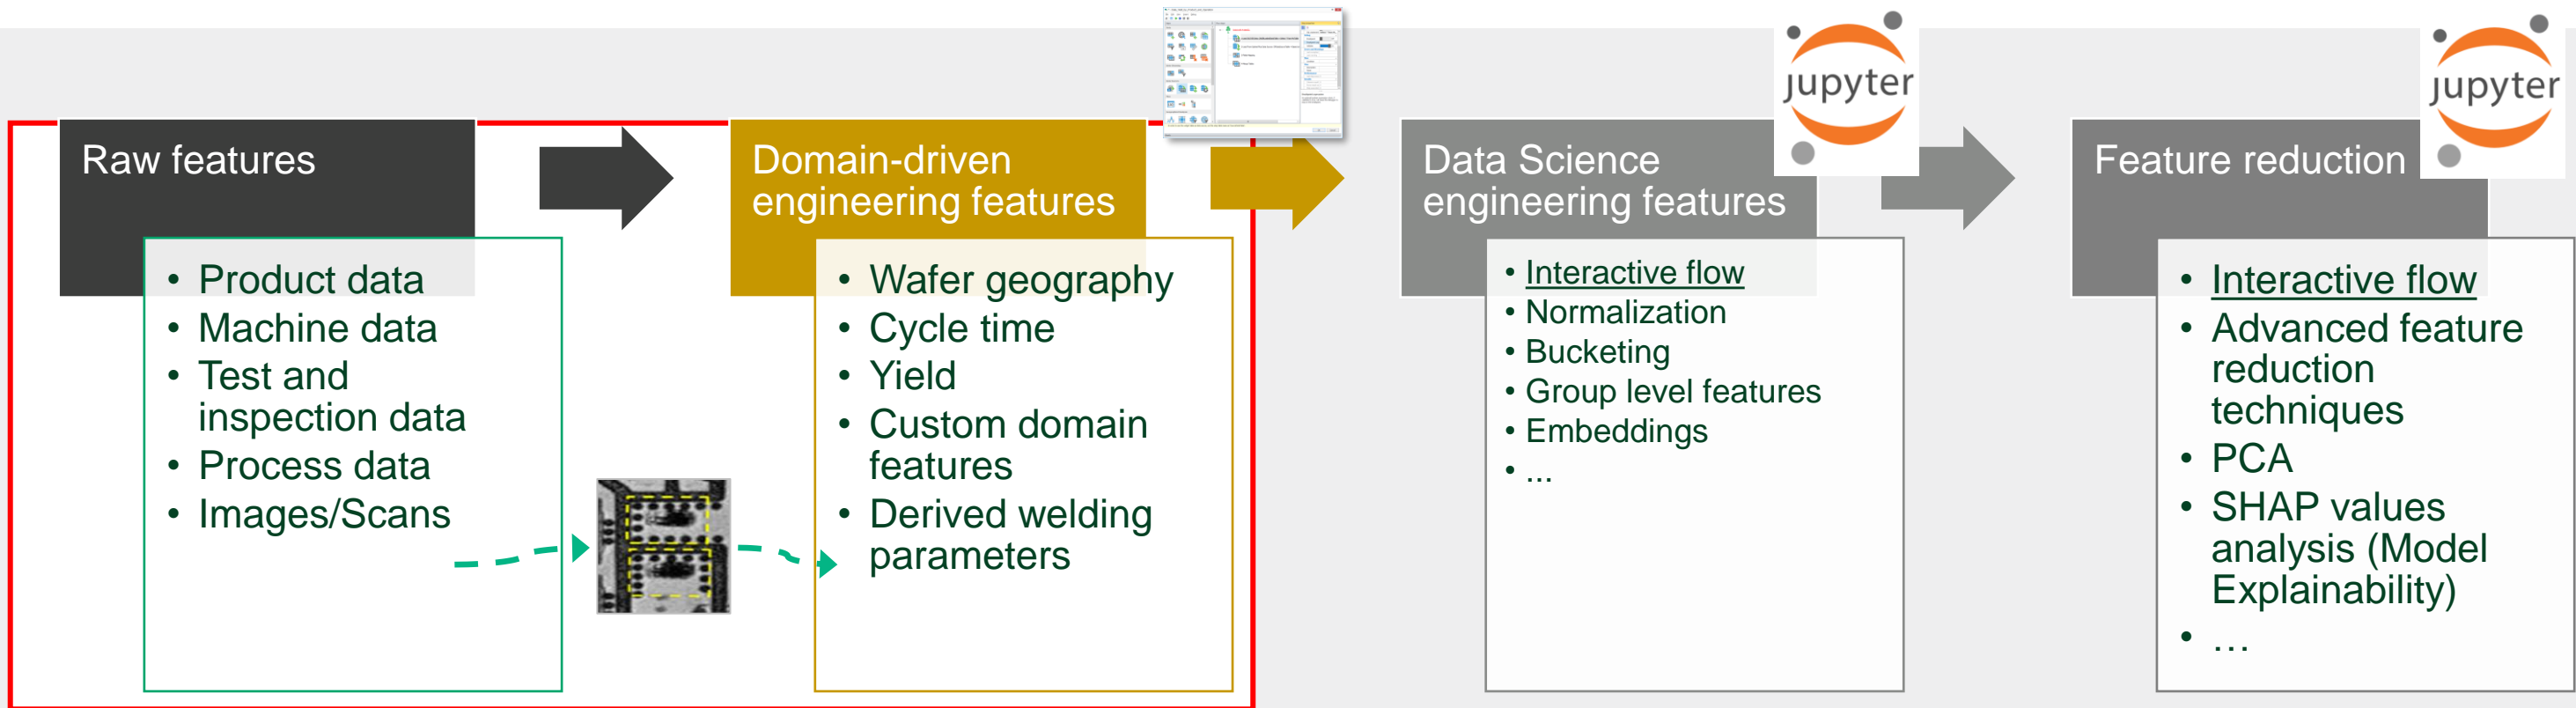 jupyter
jupyter
Raw features
Domain-driven
engineering features
Data Science
engineering features
Feature reduction
• Product data
• Machine data
• Test and
inspection data
• Process data
• Images/Scans
• Wafer geography
• Cycle time
• Yield
• Custom domain
features
• Derived welding
parameters
• Interactive flow
• Normalization
• Bucketing
• Group level features
• Embeddings
• ...
• Interactive flow
• Advanced feature
reduction
techniques
• PCA
• SHAP values
analysis (Model
Explainability)
• …